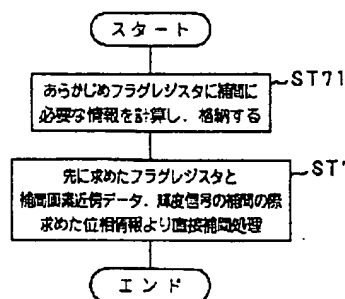 スタート
ST71
あらかじめフラグレジスタに補間に
必要な情報を計算し、格納する
ST
先に求めたフラグレジスタと
補間画素近傍データ、輝度信号の補間の際
求めた位相情報より直接補間処理
エンド